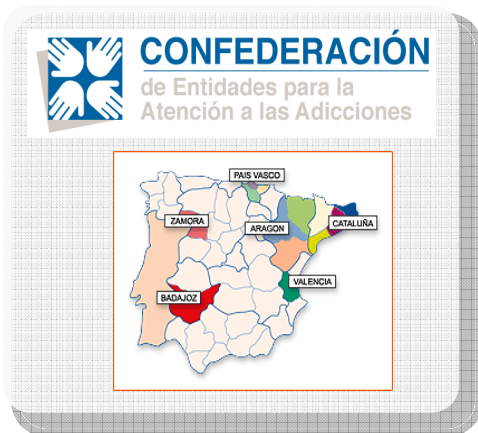 CONFEDERACIÓN
de Entidades para la
Atención a las Adicciones
PAIS VASCO
ZAMORA
ARAGON
CATALUÑA
VALENCIA
BADAJOZ